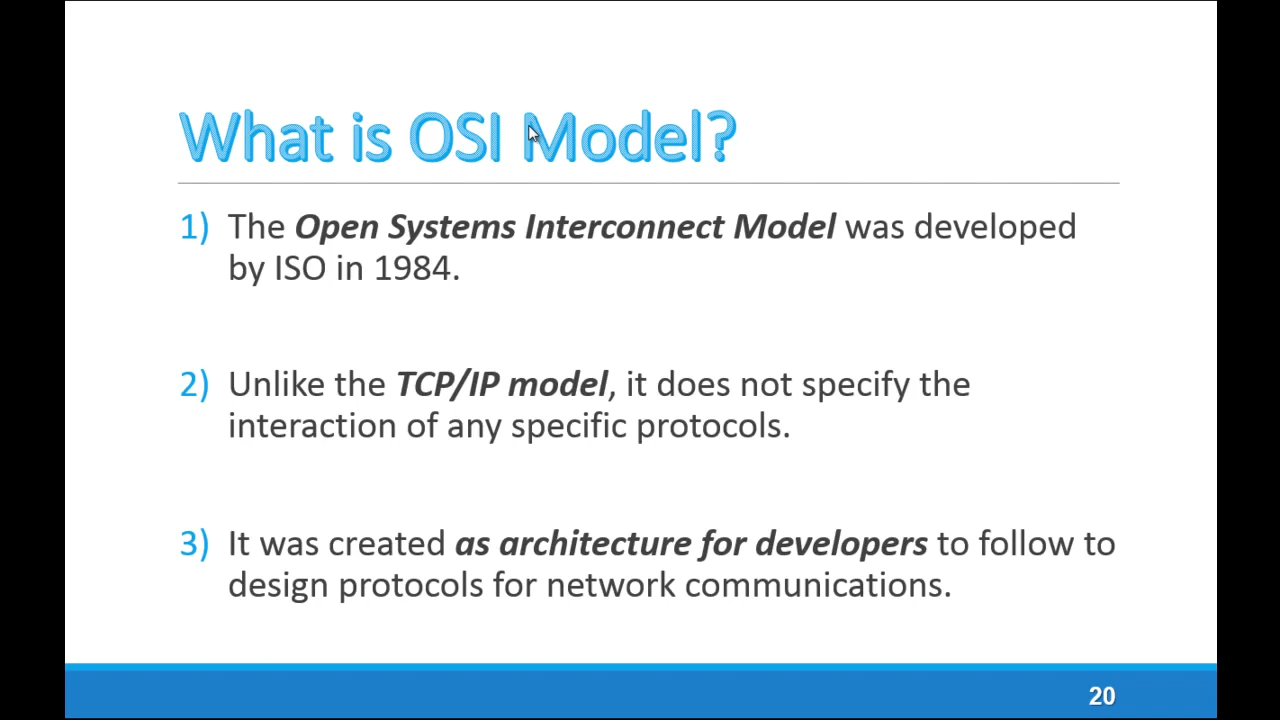 What is OSI Model?
1) The Open Systems Interconnect Model was developed
by ISO in 1984.
2) Unlike the TCP/IP model, it does not specify the
interaction of any specific protocols.
3) It was created as architecture for developers to follow to
design protocols for network communications.
20